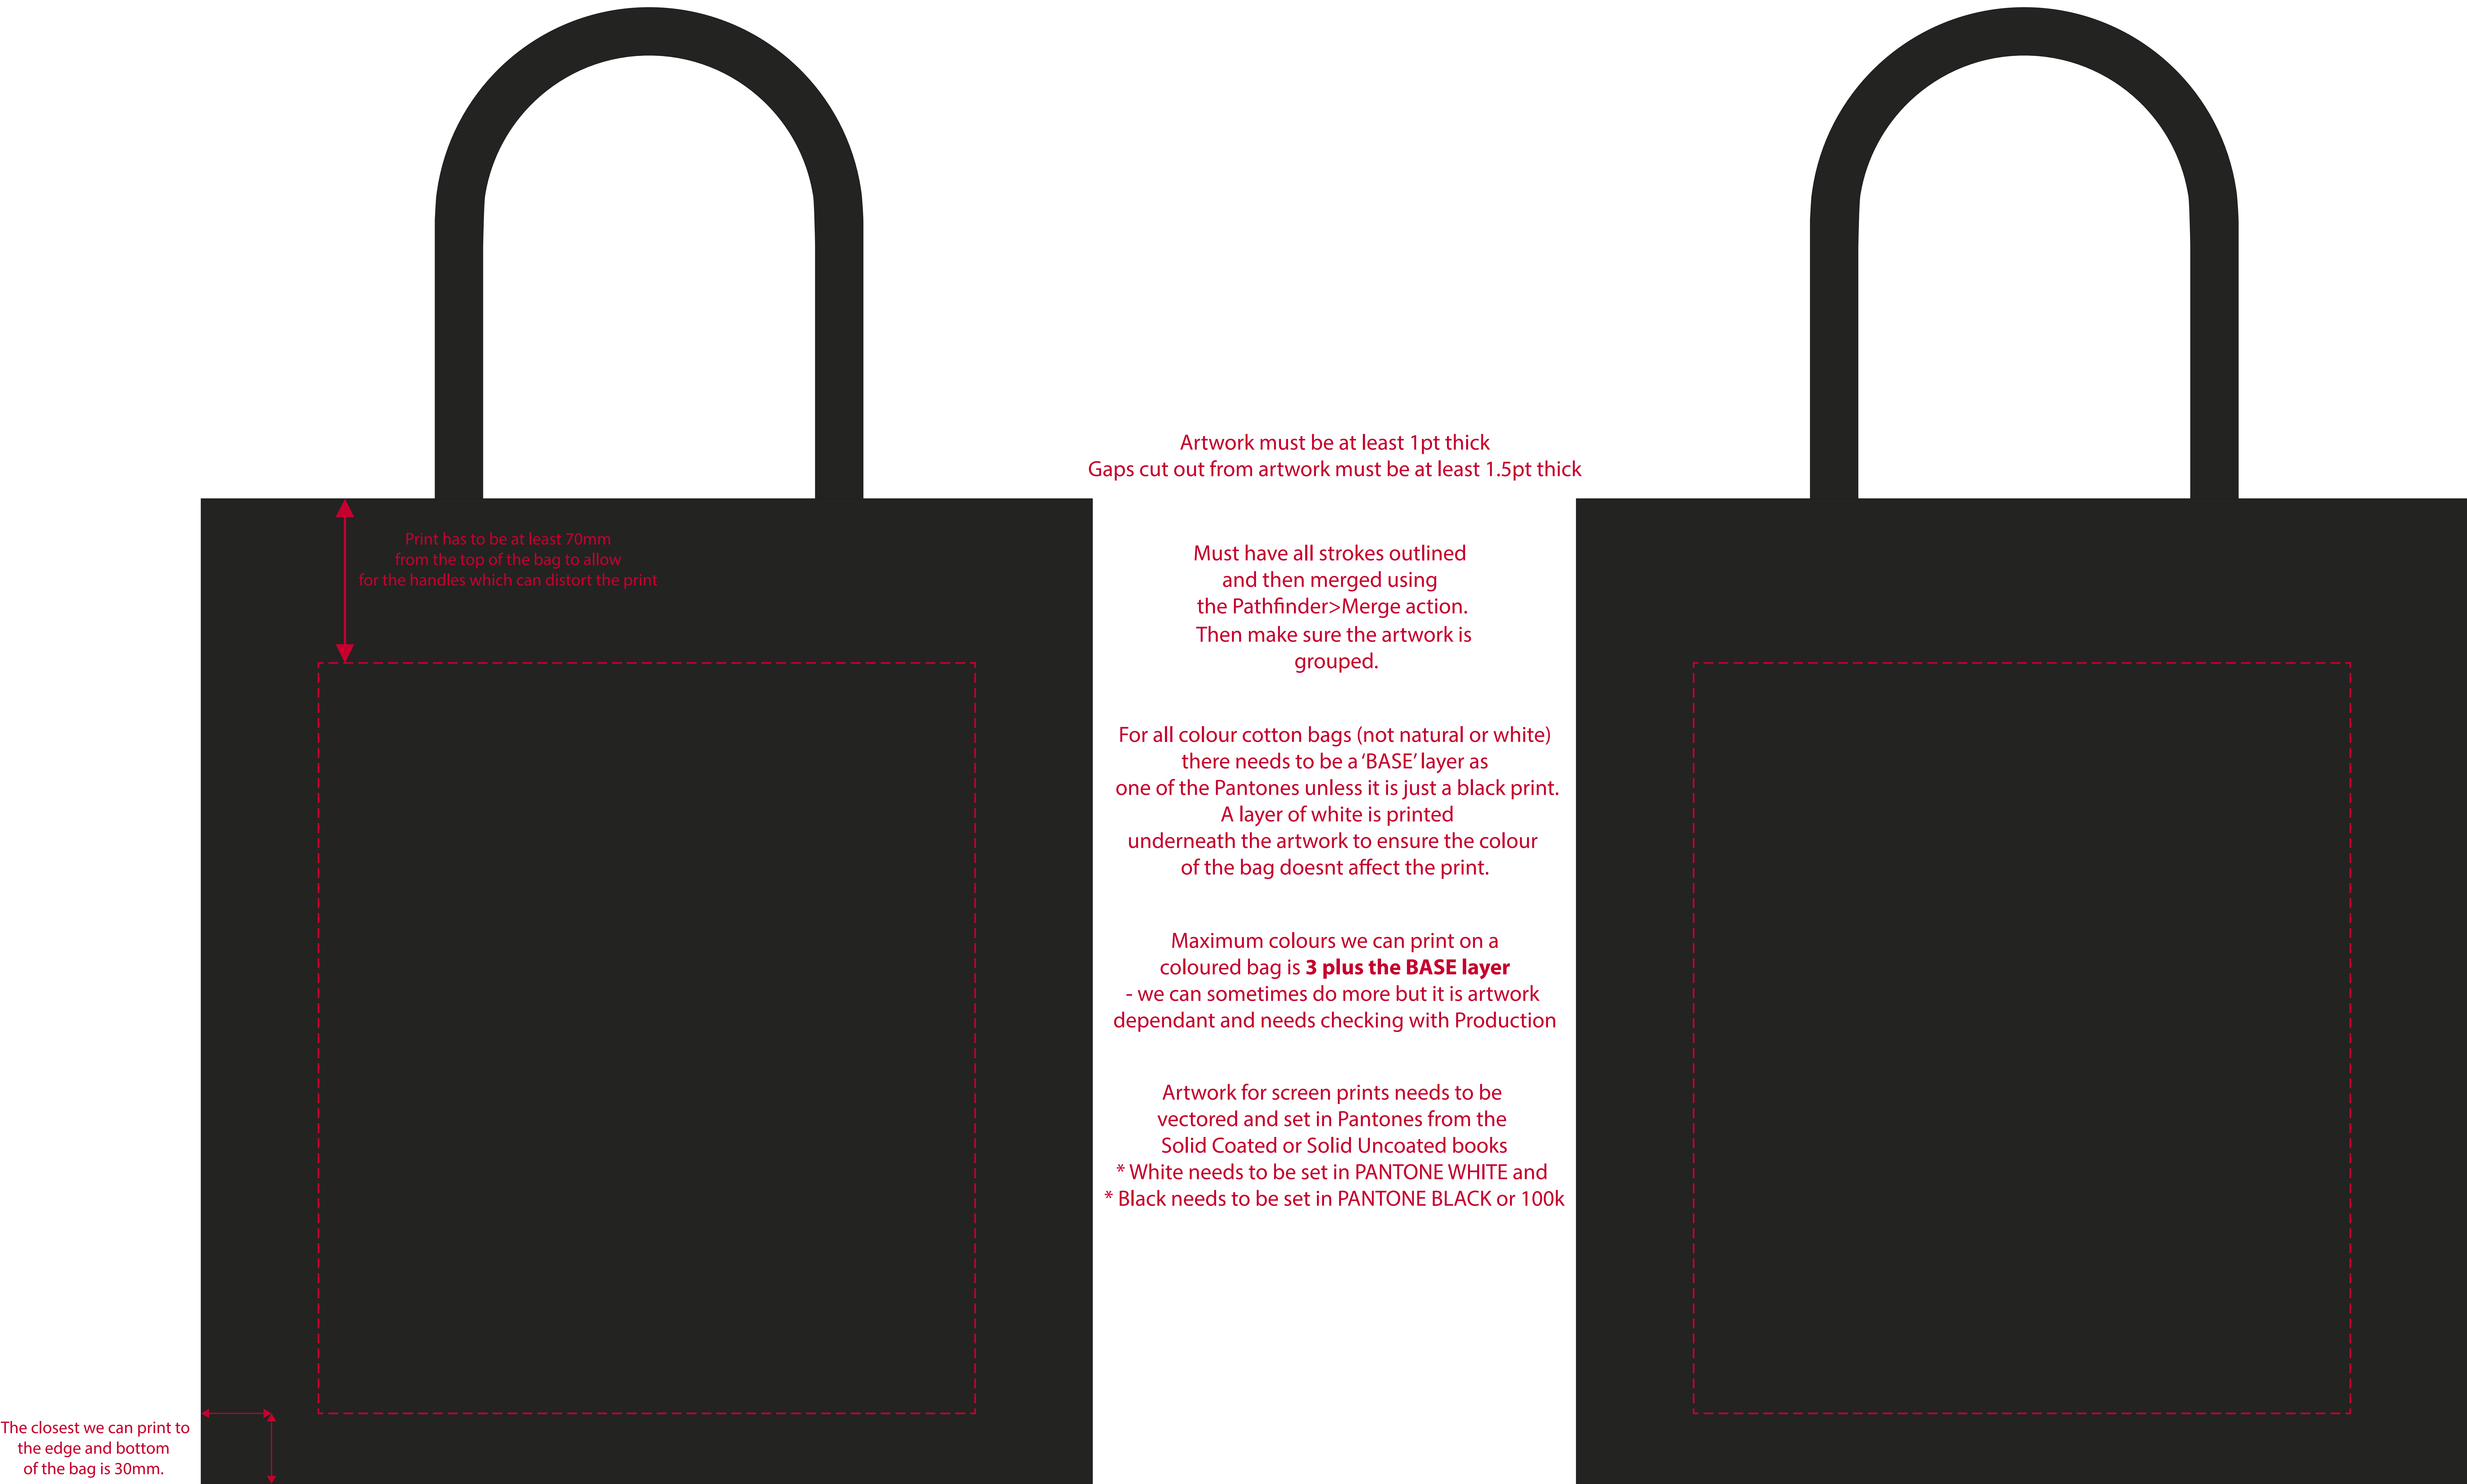 Artwork must be at least 1pt thick
Gaps cut out from artwork must be at least 1.5pt thick
Print has to be at least 70mm
from the top of the bag to allow
for the handles which can distort the print
Must have all strokes outlined
and then merged using
the Pathfinder>Merge action.
Then make sure the artwork is
grouped.
For all colour cotton bags (not natural or white)
there needs to be a ‘BASE’ layer as
one of the Pantones unless it is just a black print.
A layer of white is printed
underneath the artwork to ensure the colour
of the bag doesnt affect the print.
Maximum colours we can print on a
coloured bag is 3 plus the BASE layer
- we can sometimes do more but it is artwork
dependant and needs checking with Production
Artwork for screen prints needs to be
vectored and set in Pantones from the
Solid Coated or Solid Uncoated books
* White needs to be set in PANTONE WHITE and
* Black needs to be set in PANTONE BLACK or 100k
The closest we can print to
the edge and bottom
of the bag is 30mm.